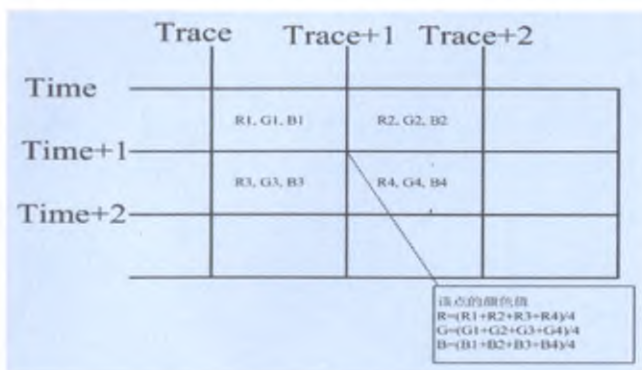 Trace Trace+1 Trace+2
Time
R1, G1, B1 R2, G2, B2
Time+1
R3, G3, B3 R4, G4, B4
Time+2
该点的颜色值
R=(R1+R2+R3+R4)/4
G=(G1+G2+G3+G4)/4
B=(B1+B2+B3+B4)/4